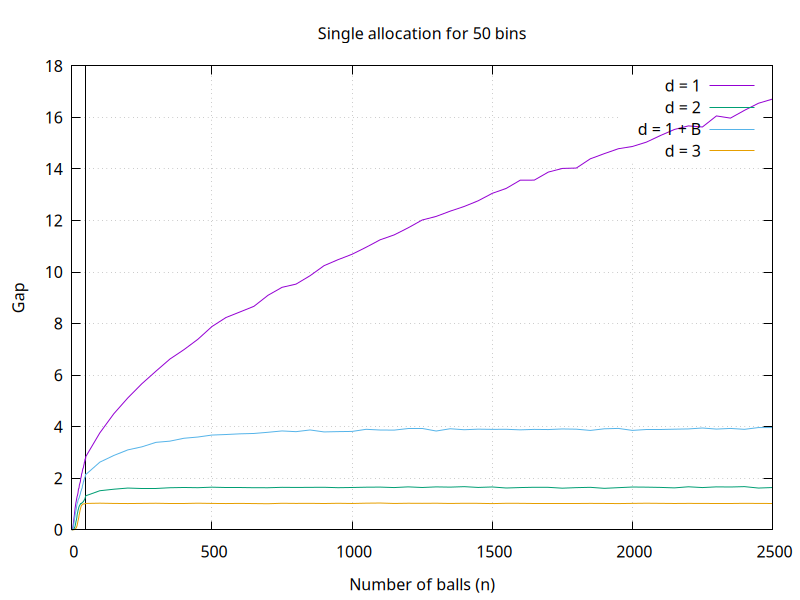 Single allocation for 50 bins
18
16
14
12
10
8
6
4
2
0
Gap
d = 1
d = 2
d = 1 + B
d = 3
0 500 1000 1500 2000 2500
Number of balls (n)